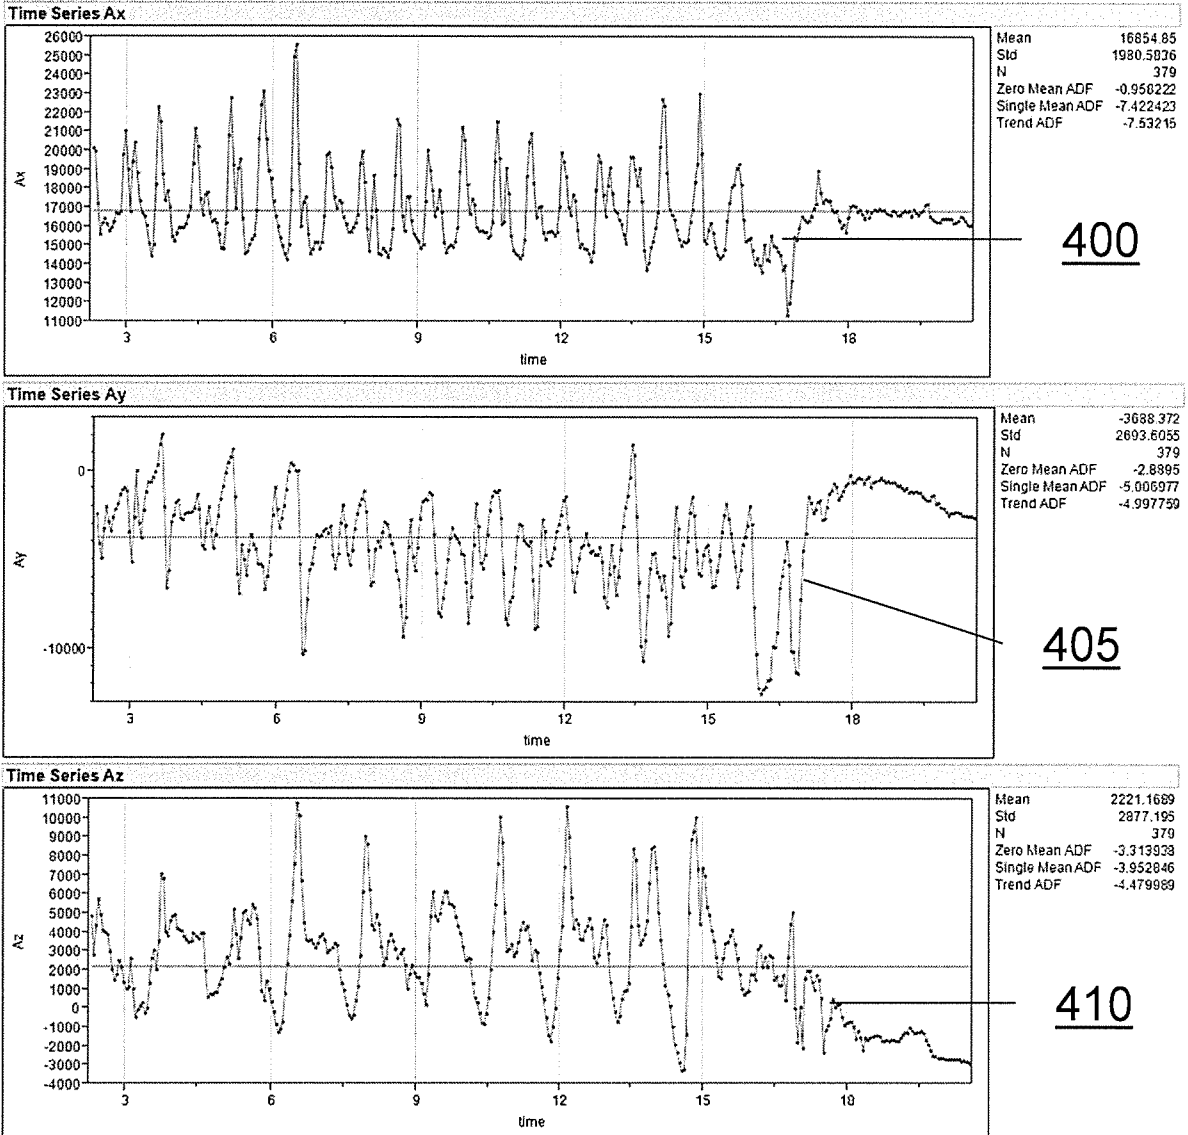 Time Series Ax
26000
25000
24000
23000
22000
21000
20000
19000
18000
17000
16000
15000
14000
13000
12000
11000
Ax
3 6 9 12 15 18
time
Mean 16854.85
Std 1980.5836
N 379
Zero Mean ADF -0.958222
Single Mean ADF -7.422423
Trend ADF -7.53215
400
Time Series Ay
0
-10000
Ay
3 6 9 12 15 18
time
Mean -3688.372
Std 2693.6055
N 379
Zero Mean ADF -2.8895
Single Mean ADF -5.006977
Trend ADF -4.997759
405
Time Series Az
11000
10000
9000
8000
7000
6000
5000
4000
3000
2000
1000
0
-1000
-2000
-3000
-4000
Az
3 6 9 12 15 18
time
Mean 2221.1689
Std 2877.195
N 379
Zero Mean ADF -3.313938
Single Mean ADF -3.952846
Trend ADF -4.479989
410